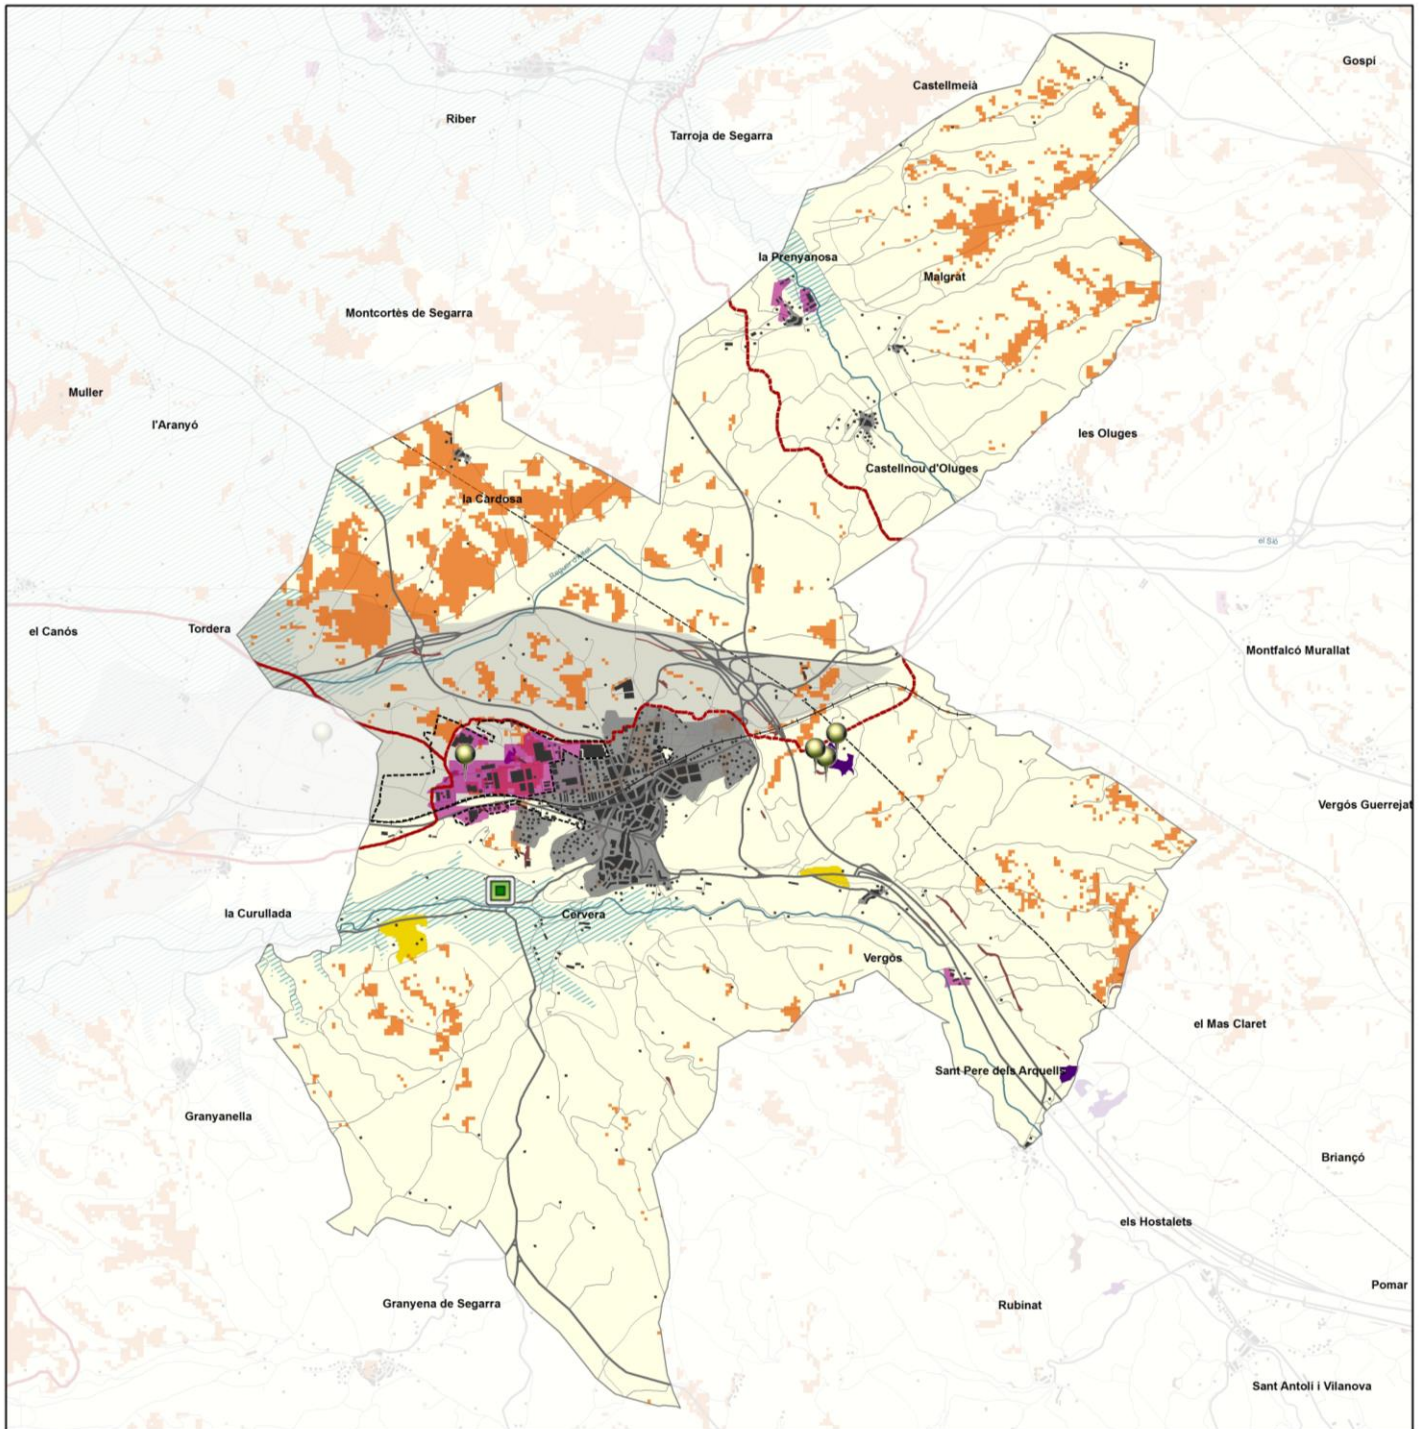 Gospí
Castellmeià
Riber
Tarroja de Segarra
la Prenyanosa
Malgrat
Montcortès de Segarra
Muller
l'Aranyó
les Oluges
Castellnou d'Oluges
la Càrdosa
el Sió
Tordera
el Canós
Montfalcó Murallat
Vergós Guerrejat
la Curullada
Cervera
Vergós
el Mas Claret
Sant Pere dels Arquells
Granyanella
Briançó
els Hostalets
Pomar
Granyena de Segarra
Rubinat
Sant Antolí i Vilanova